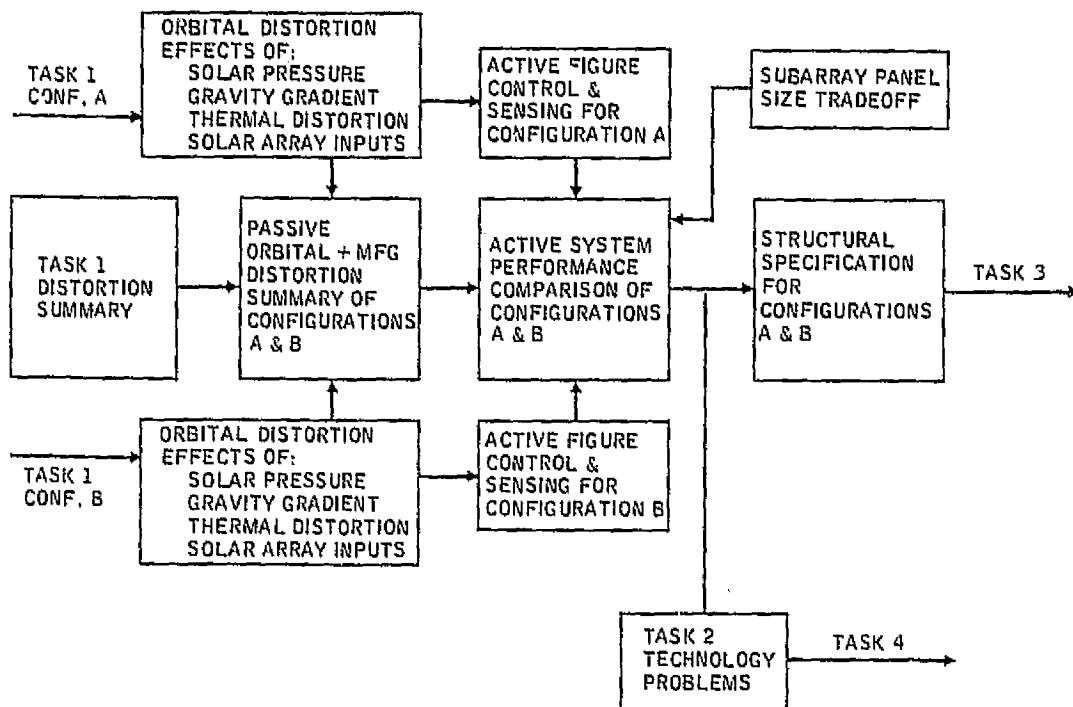 TASK 1
CONF. A
ORBITAL DISTORTION
EFFECTS OF:
SOLAR PRESSURE
GRAVITY GRADIENT
THERMAL DISTORTION
SOLAR ARRAY INPUTS
ACTIVE FIGURE
CONTROL &
SENSING FOR
CONFIGURATION A
SUBARRAY PANEL
SIZE TRADEOFF
TASK 1
DISTORTION
SUMMARY
PASSIVE
ORBITAL + MFG
DISTORTION
SUMMARY OF
CONFIGURATIONS
A & B
ACTIVE SYSTEM
PERFORMANCE
COMPARISON OF
CONFIGURATIONS
A & B
STRUCTURAL
SPECIFICATION
FOR
CONFIGURATIONS
A & B
TASK 3
TASK 1
CONF. B
ORBITAL DISTORTION
EFFECTS OF:
SOLAR PRESSURE
GRAVITY GRADIENT
THERMAL DISTORTION
SOLAR ARRAY INPUTS
ACTIVE FIGURE
CONTROL &
SENSING FOR
CONFIGURATION B
TASK 2
TECHNOLOGY
PROBLEMS
TASK 4